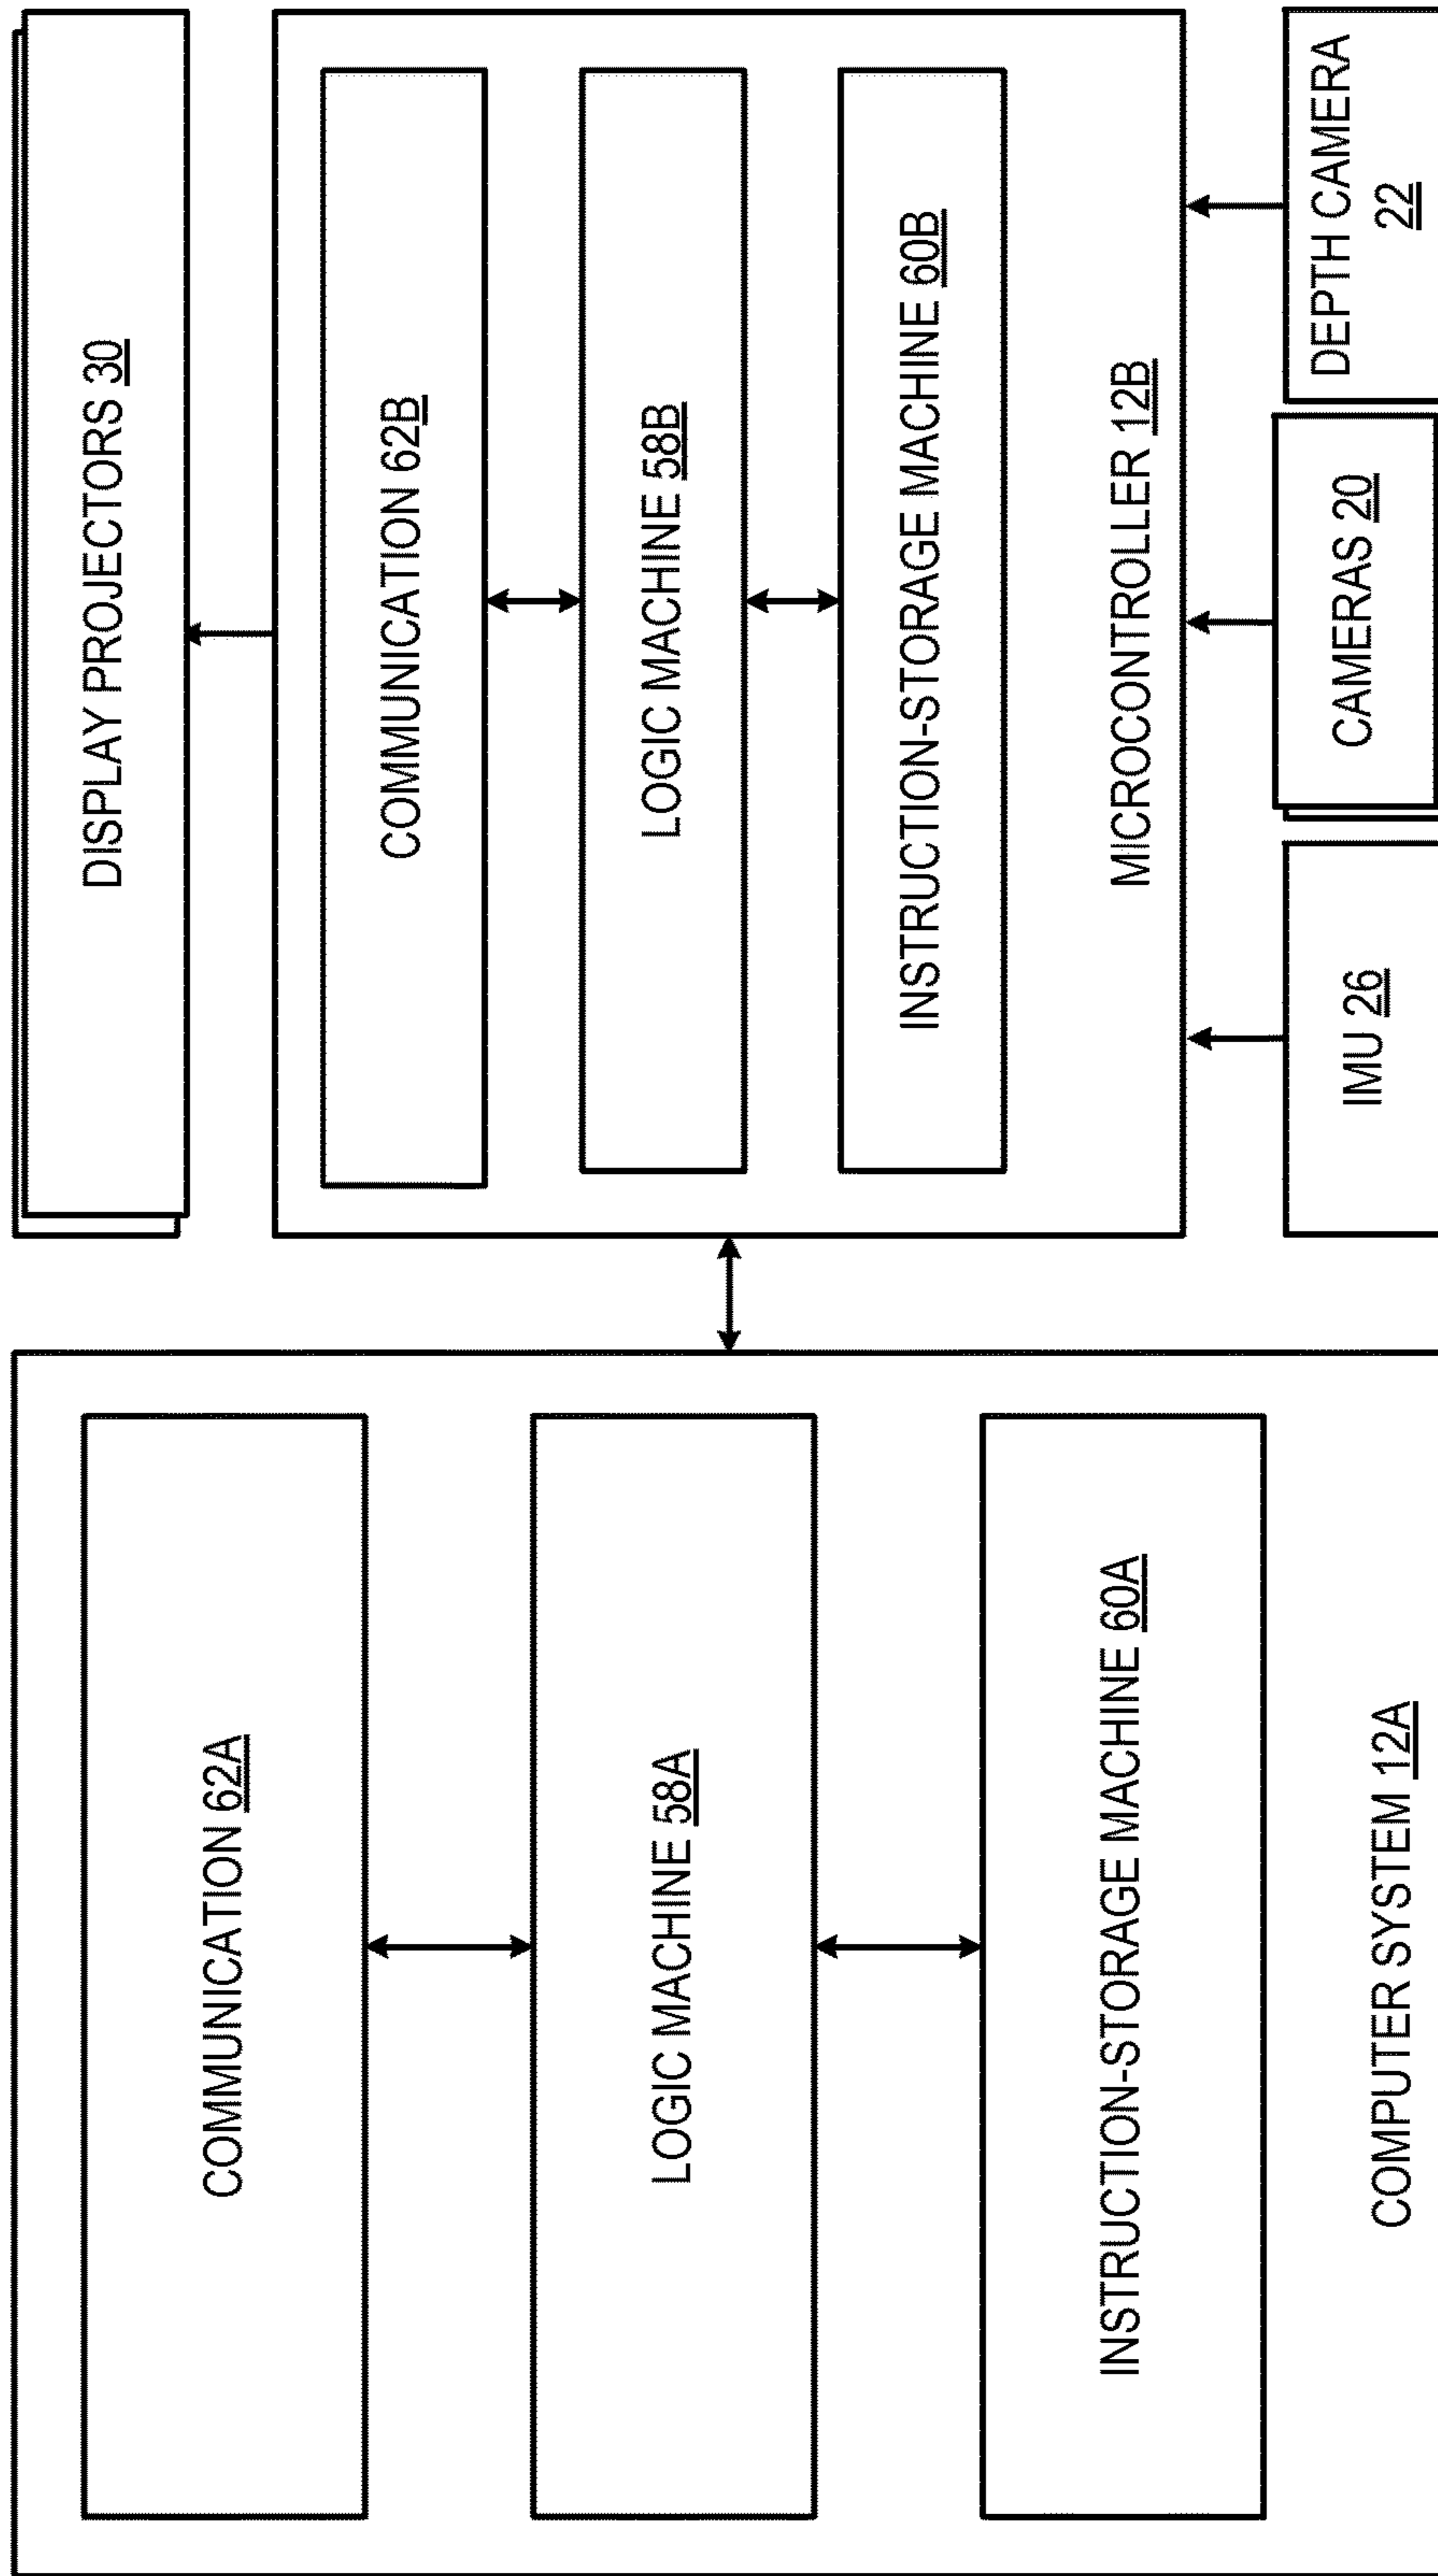 COMMUNICATION 62A
LOGIC MACHINE 58A
INSTRUCTION-STORAGE MACHINE 60A
COMPUTER SYSTEM 12A
DISPLAY PROJECTORS 30
COMMUNICATION 62B
LOGIC MACHINE 58B
INSTRUCTION-STORAGE MACHINE 60B
MICROCONTROLLER 12B
IMU 26
CAMERAS 20
DEPTH CAMERA
22